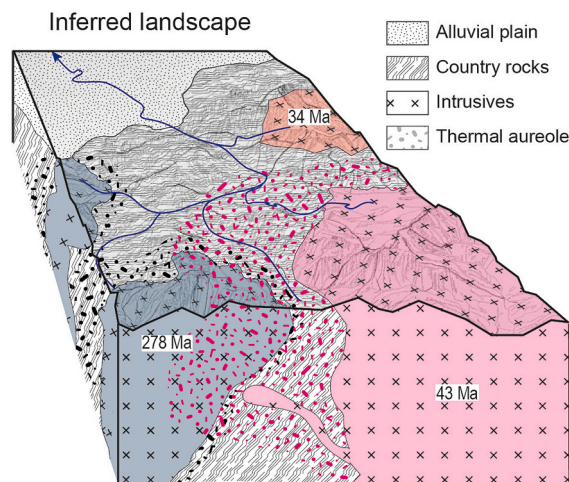 Inferred landscape
Alluvial plain
Country rocks
Intrusives
Thermal aureole
34 Ma
278 Ma
43 Ma